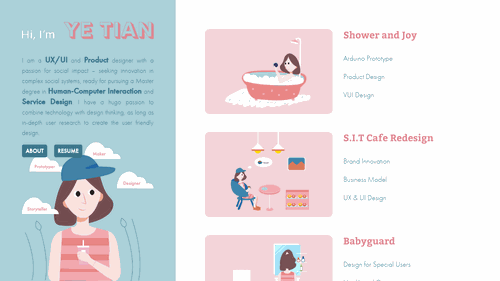 Hi, I'm YE TIAN
I am a UX/UI and Product designer with a
passion for social impact – seeking innovation in
complex social systems, ready for pursuing a Master
degree in Human-Computer Interaction and
Service Design. I have a huge passion to
combine technology with design thinking, as long as
in-depth user research to create the user friendly
design.
ABOUT RESUME
Maker
Prototyper
Designer
Storyteller
Shower and Joy
Arduino Prototype
Product Design
VUI Design
S.I.T Cafe Redesign
Brand Innovation
Business Model
UX & UI Design
Babyguard
Design for Special Users